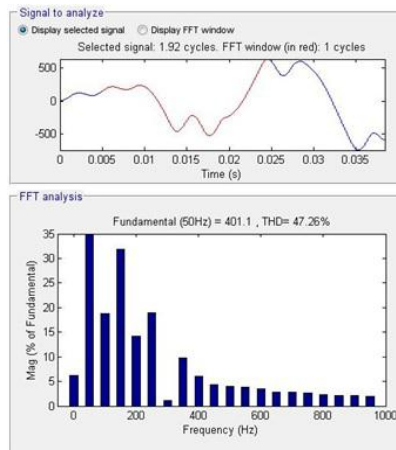 Signal to analyze
Display selected signal Display FFT window
Selected signal: 1.92 cycles. FFT window (in red): 1 cycles
500
0
-500
0 0.005 0.01 0.015 0.02 0.025 0.03 0.035
Time (s)
FFT analysis
Fundamental (50Hz) = 401.1 , THD= 47.26%
35
30
25
20
15
10
5
0
Mag (% of Fundamental)
0 200 400 600 800 1000
Frequency (Hz)